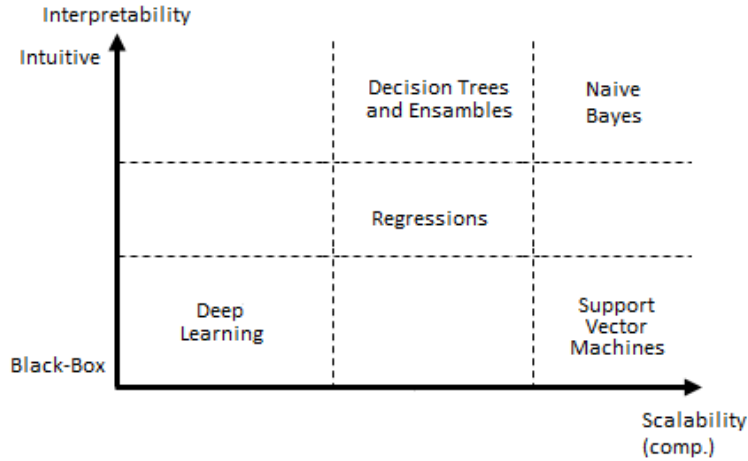 Interpretability
Intuitive
Decision Trees
and Ensambles
Naive
Bayes
Regressions
Deep
Learning
Support
Vector
Machines
Black-Box
Scalability
(comp.)